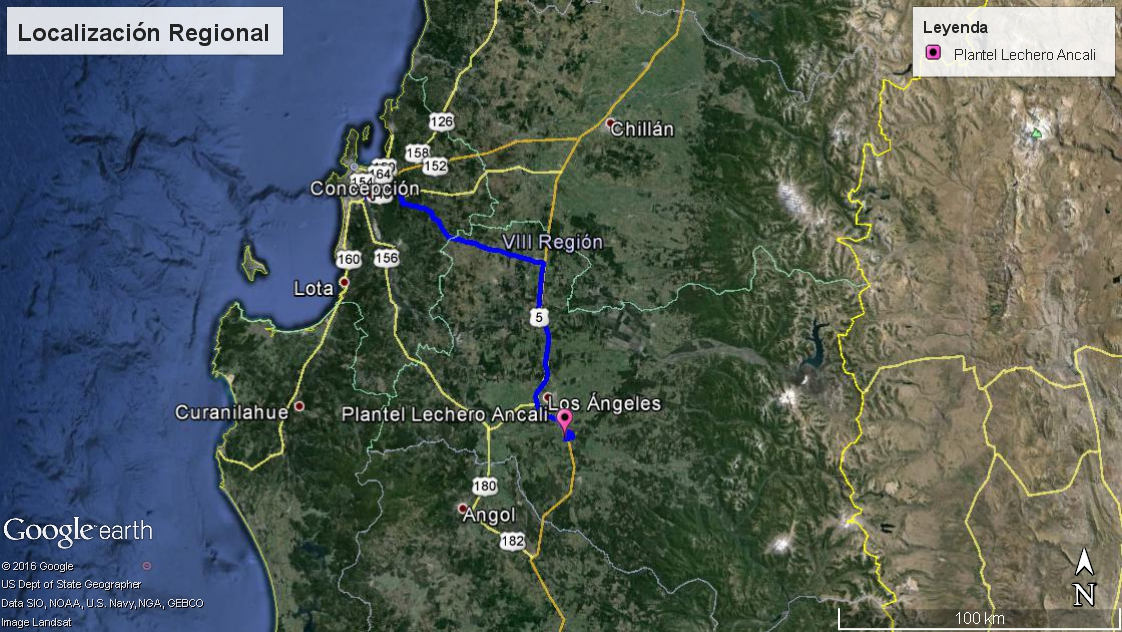 Localización Regional
Leyenda
Plantel Lechero Ancali
126
Chillán
158
152
164
154
Concepción
VIII Región
160
156
Lota
5
Curanilahue
Los Ángeles
Plantel Lechero Ancali
180
Angol
182
Google earth
© 2016 Google
US Dept of State Geographer
Data SIO, NOAA, U.S. Navy, NGA, GEBCO
Image Landsat
N
100 km